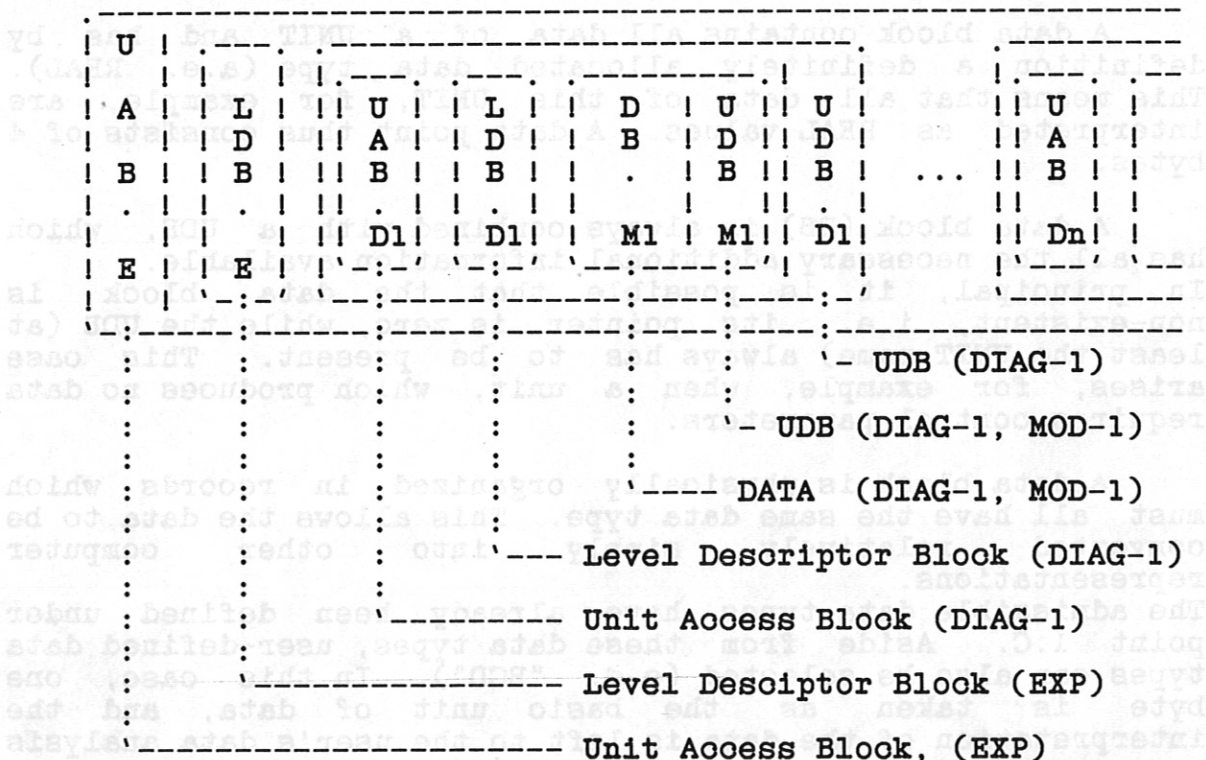 U
A L U L D U U U
D A D B D D A
B B B B . B B ... B
. . . . . . .
D1 D1 M1 M1 D1 Dn
E E
UDB (DIAG-1)
UDB (DIAG-1, MOD-1)
DATA (DIAG-1, MOD-1)
Level Descriptor Block (DIAG-1)
Unit Access Block (DIAG-1)
Level Desciptor Block (EXP)
Unit Access Block, (EXP)